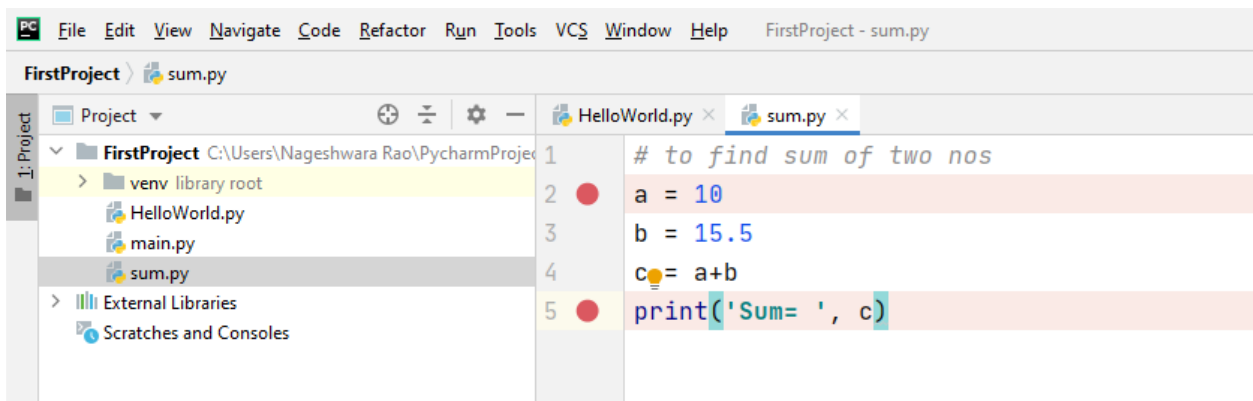 PC File Edit View Navigate Code Refactor Run Tools VCS Window Help FirstProject - sum.py
FirstProject sum.py
1: Project
Project
HelloWorld.py × sum.py ×
FirstProject C:\Users\Nageshwara Rao\PycharmProjec
venv library root
HelloWorld.py
main.py
sum.py
External Libraries
Scratches and Consoles
1 # to find sum of two nos
2 a = 10
3 b = 15.5
4 c = a+b
5 print('Sum= ', c)